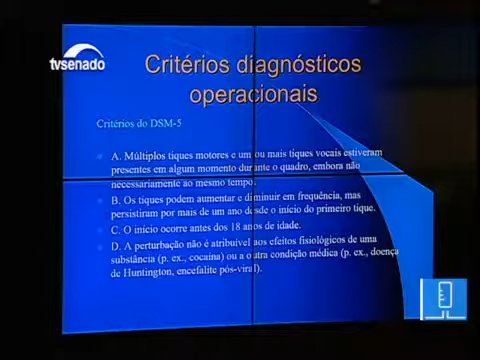 tvsenado
Critérios diagnósticos
operacionais
Critérios do DSM-5
A. Múltiplos tiques motores e um ou mais tiques vocais estiveram
presentes em algum momento durante o quadro, embora não
necessariamente ao mesmo tempo.
B. Os tiques podem aumentar e diminuir em frequência, mas
persistiram por mais de um ano desde o início do primeiro tique.
C. O início ocorre antes dos 18 anos de idade.
D. A perturbação não é atribuível aos efeitos fisiológicos de uma
substância (p. ex., cocaína) ou a outra condição médica (p. ex., doença
de Huntington, encefalite pós-viral).